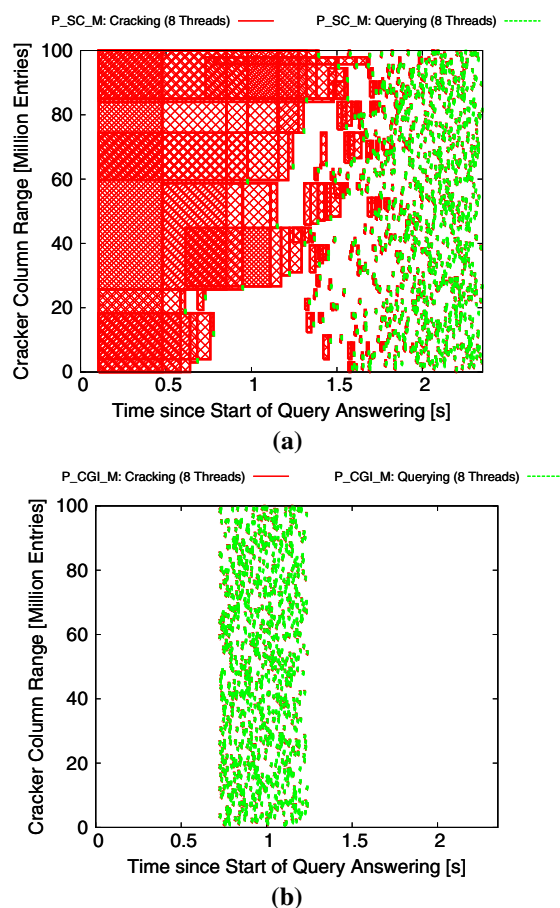 P_SC_M: Cracking (8 Threads) P_SC_M: Querying (8 Threads)
Cracker Column Range [Million Entries]
100
80
60
40
20
0
0 0.5 1 1.5 2
Time since Start of Query Answering [s]
(a)
P_CGI_M: Cracking (8 Threads) P_CGI_M: Querying (8 Threads)
Cracker Column Range [Million Entries]
100
80
60
40
20
0
0 0.5 1 1.5 2
Time since Start of Query Answering [s]
(b)